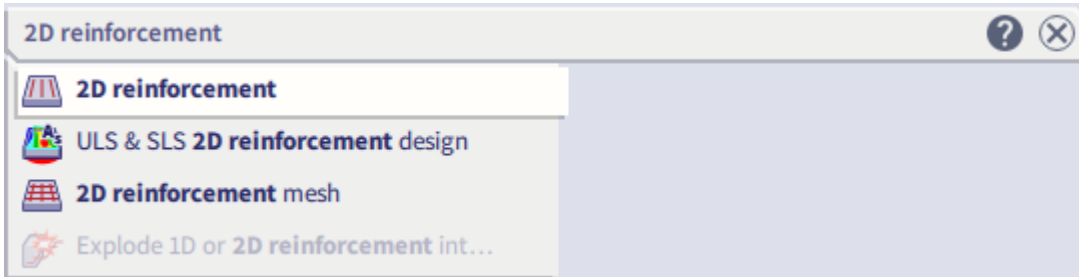 2D reinforcement
2D reinforcement
ULS & SLS 2D reinforcement design
2D reinforcement mesh
Explode 1D or 2D reinforcement int...